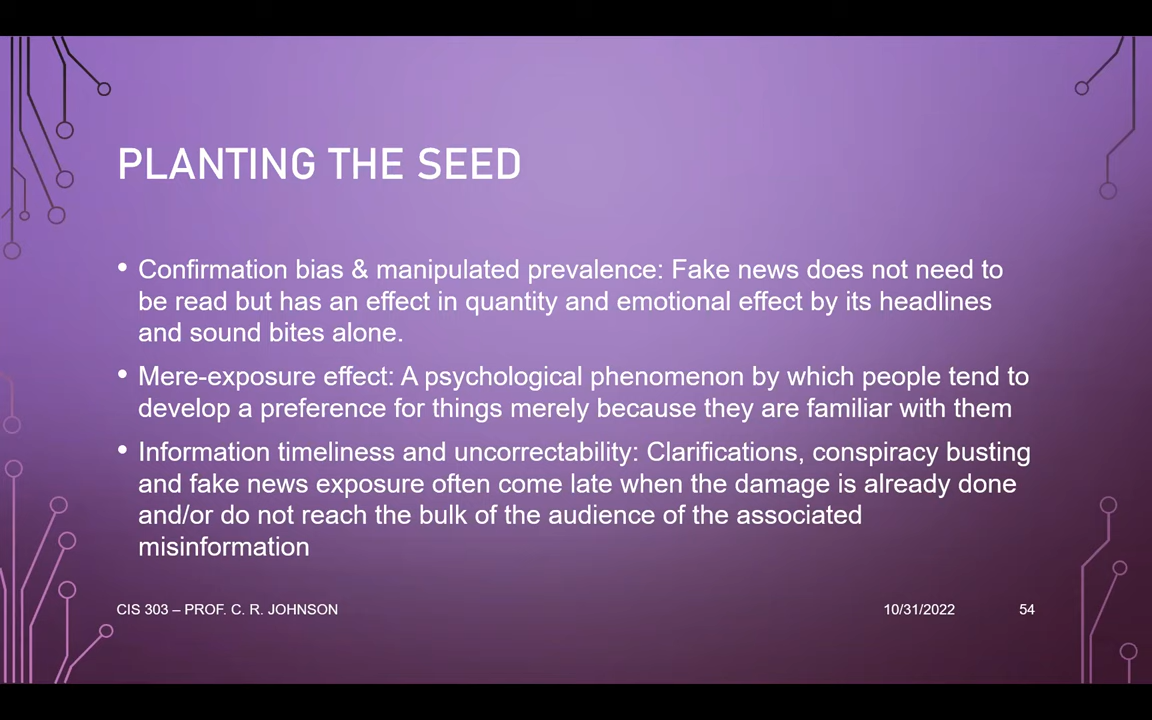 PLANTING THE SEED
• Confirmation bias & manipulated prevalence: Fake news does not need to
be read but has an effect in quantity and emotional effect by its headlines
and sound bites alone.
• Mere-exposure effect: A psychological phenomenon by which people tend to
develop a preference for things merely because they are familiar with them
• Information timeliness and uncorrectability: Clarifications, conspiracy busting
and fake news exposure often come late when the damage is already done
and/or do not reach the bulk of the audience of the associated
misinformation
CIS 303 – PROF. C. R. JOHNSON 10/31/2022 54